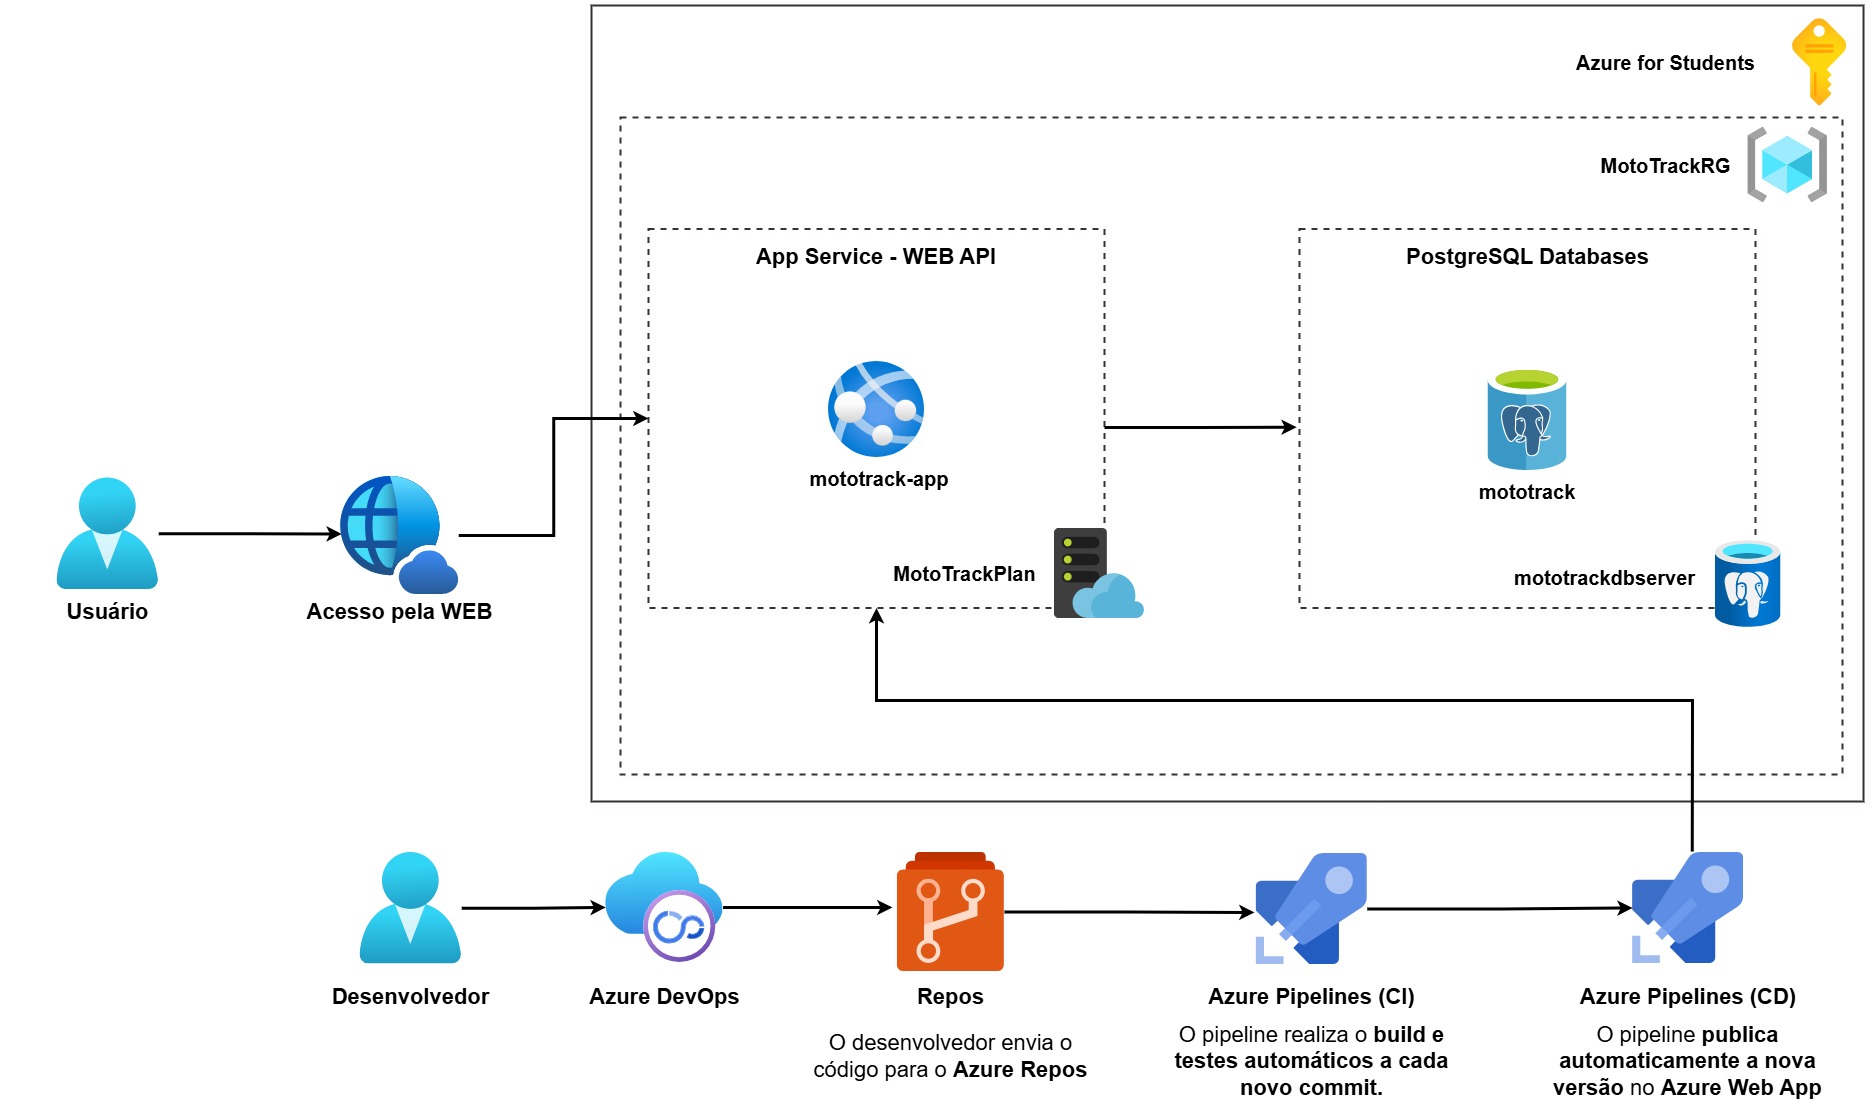 Azure for Students
MotoTrackRG
App Service - WEB API
PostgreSQL Databases
mototrack-app
mototrack
MotoTrackPlan
mototrackdbserver
Usuário
Acesso pela WEB
Desenvolvedor
Azure DevOps
Repos
Azure Pipelines (CI)
Azure Pipelines (CD)
O desenvolvedor envia o
código para o Azure Repos
O pipeline realiza o build e
testes automáticos a cada
novo commit.
O pipeline publica
automaticamente a nova
versão no Azure Web App